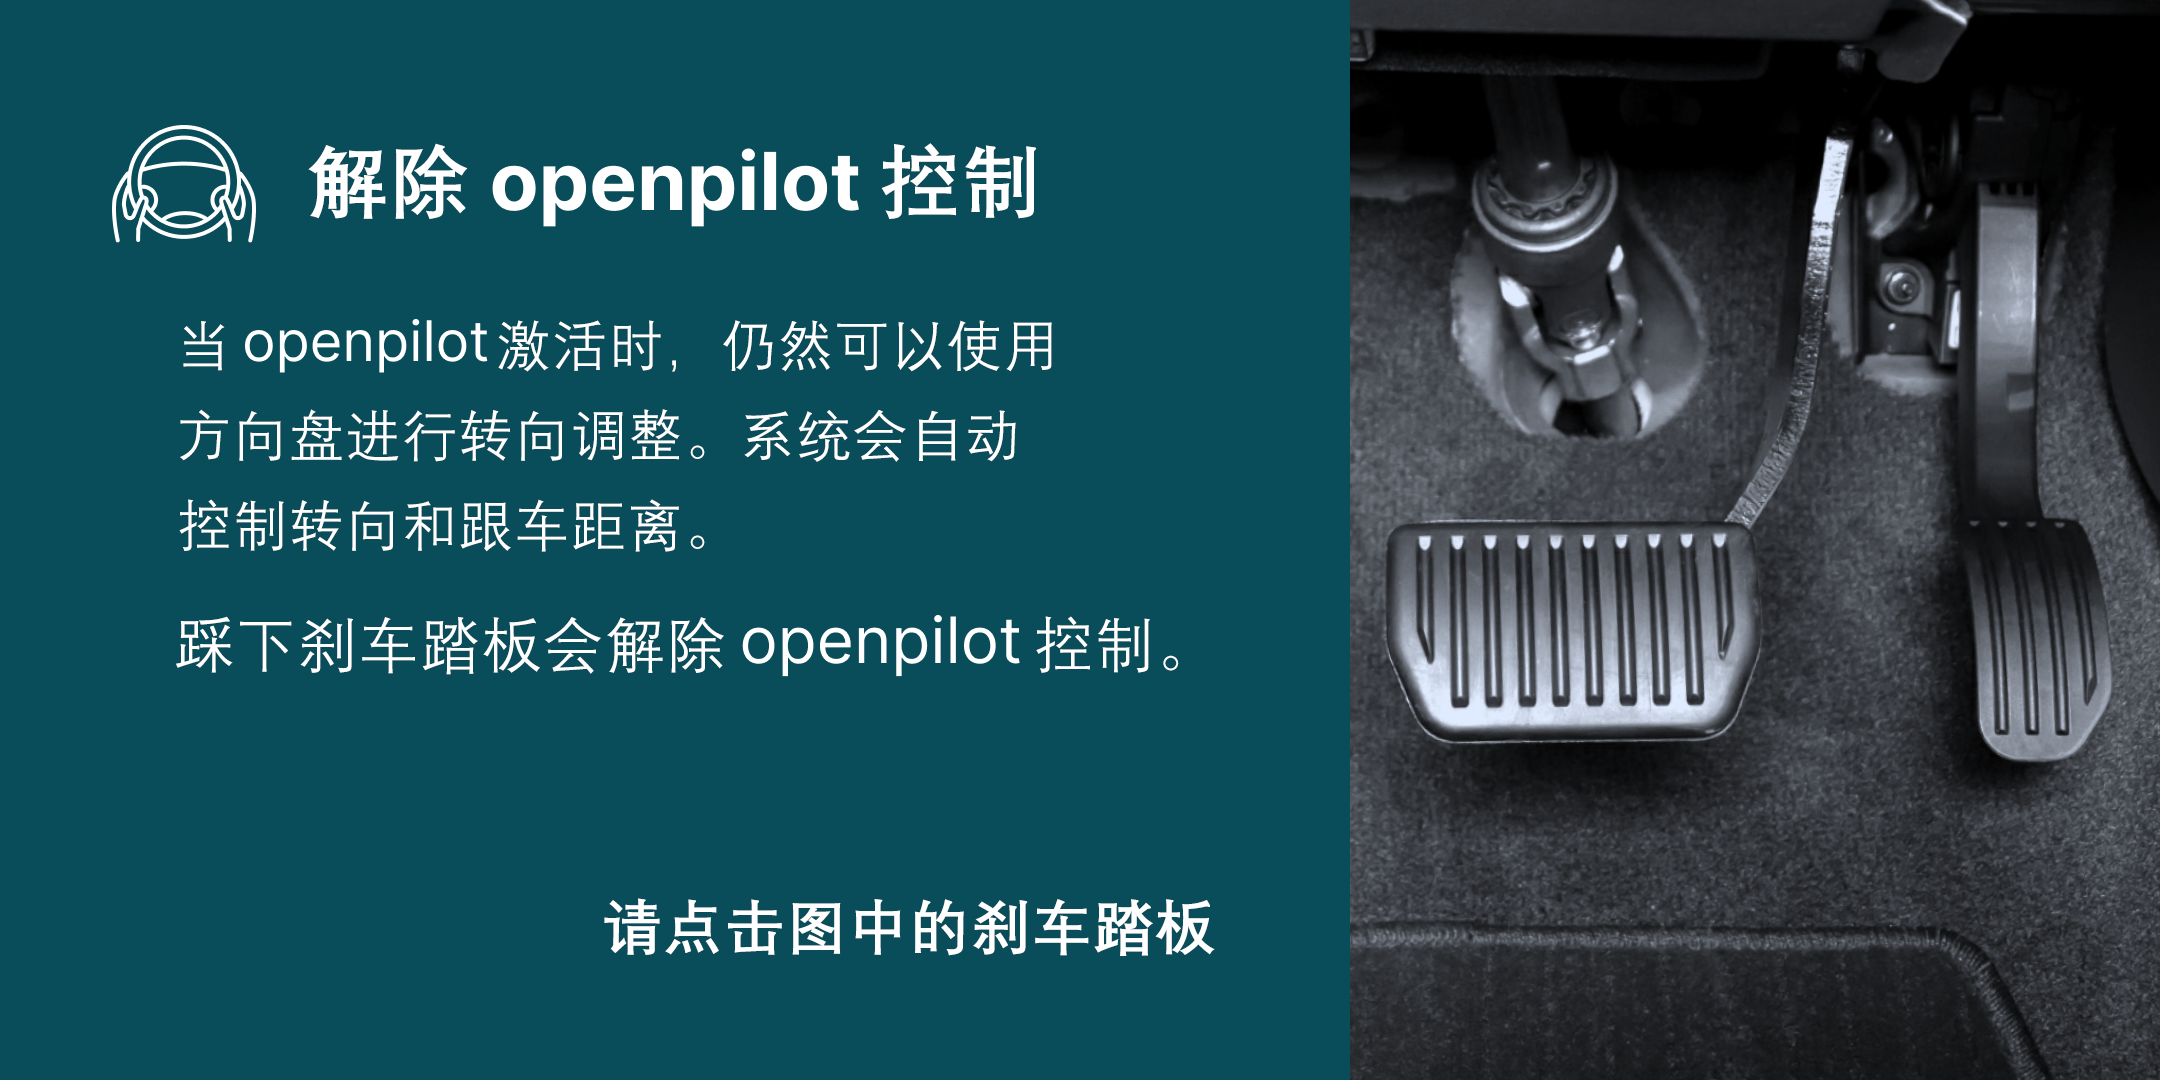 解除 openpilot 控制
当 openpilot 激活时，仍然可以使用
方向盘进行转向调整。系统会自动
控制转向和跟车距离。
踩下刹车踏板会解除 openpilot 控制。
请点击图中的刹车踏板